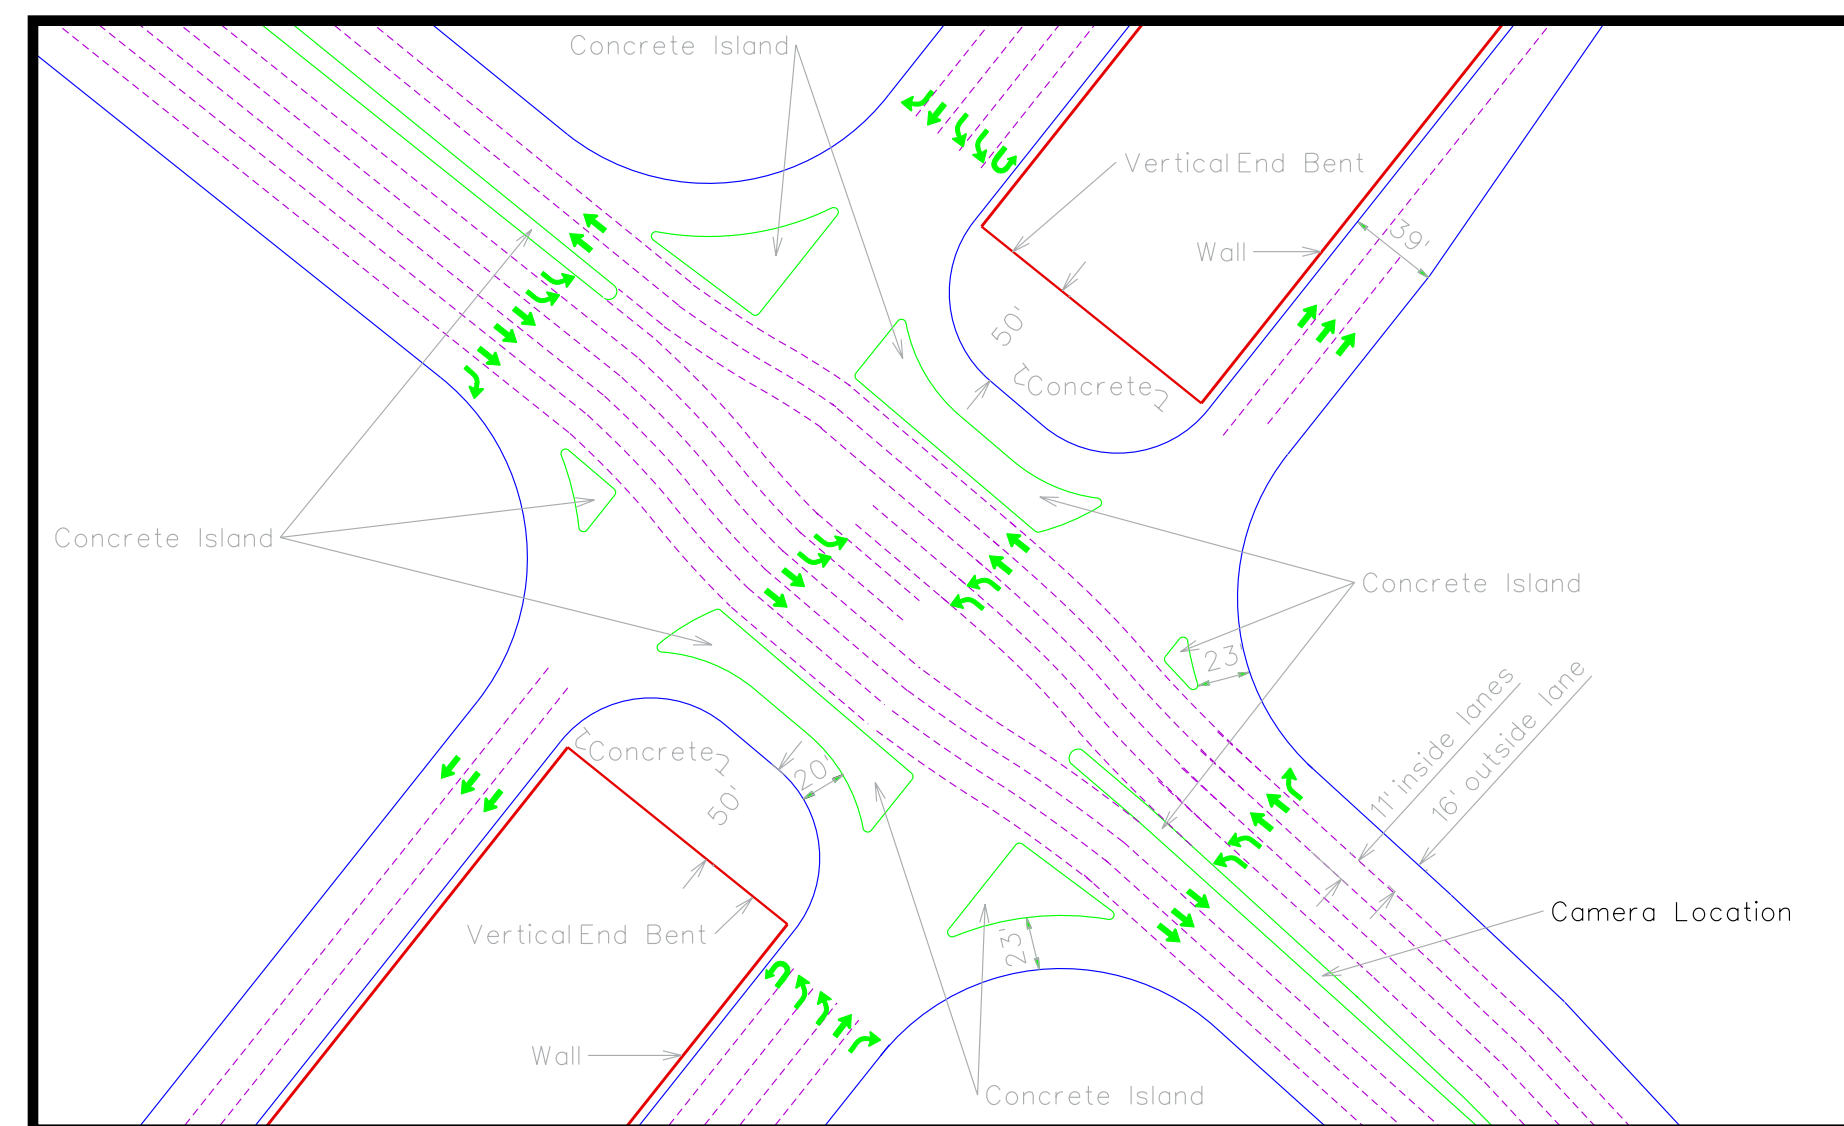 Concrete Island
Vertical End Bent
Wall
39'
50'
Concrete
Concrete Island
Concrete Island
23'
11' inside lanes
16' outside lane
Concrete
20'
50'
Camera Location
Vertical End Bent
23'
Wall
Concrete Island